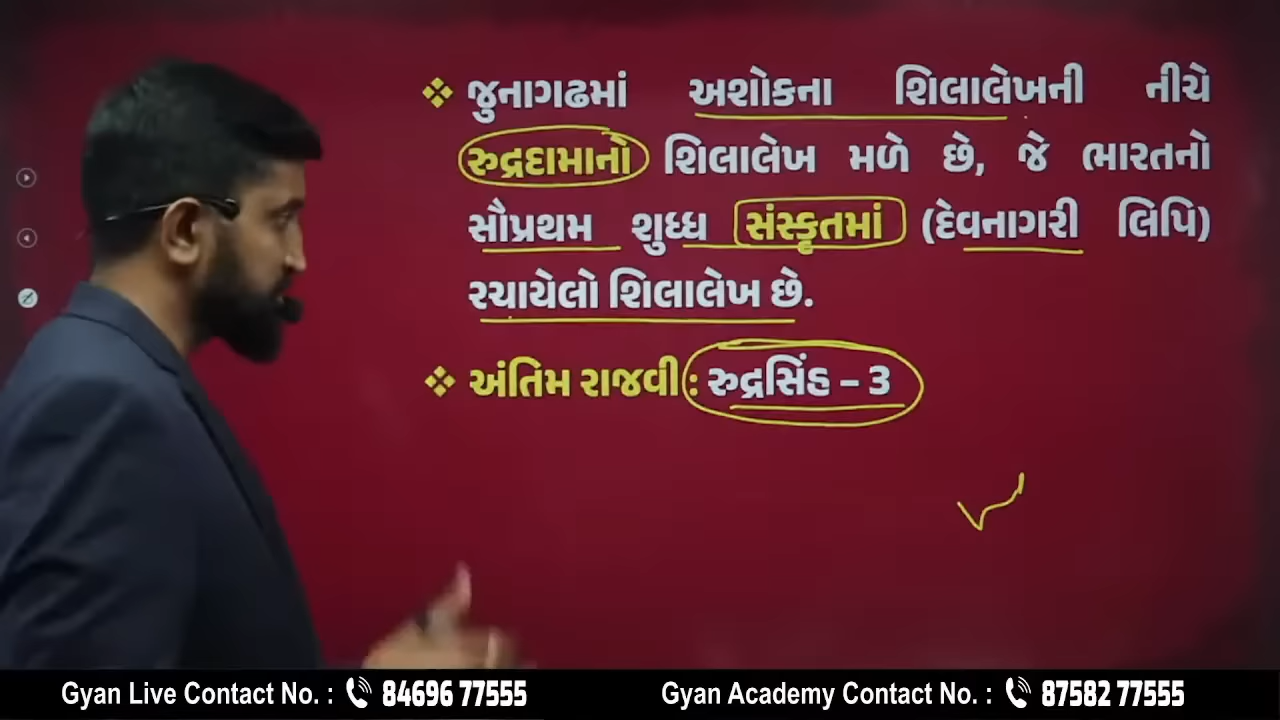 ❖ જુનાગઢમાં અશોકના શિલાલેખની નીચે
રુદ્રદામાનો શિલાલેખ મળે છે, જે ભારતનો
સૌપ્રથમ શુધ્ધ સંસ્કૃતમાં (દેવનાગરી લિપિ)
રચાયેલો શિલાલેખ છે.
❖ અંતિમ રાજવી : રુદ્રસિંહ – 3
Gyan Live Contact No. : 84696 77555
Gyan Academy Contact No. : 87582 77555